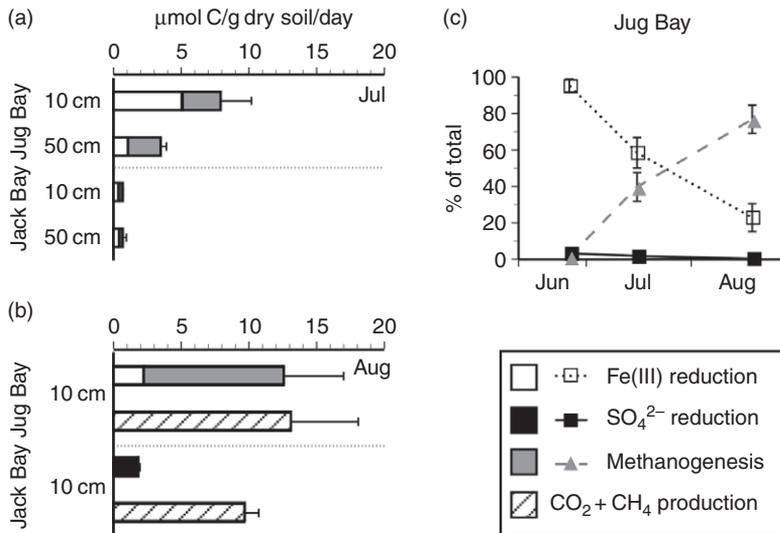 (a)
μmol C/g dry soil/day
0 5 10 15 20
Jul
Jug Bay
10 cm
50 cm
Jack Bay
10 cm
50 cm
(b)
0 5 10 15 20
Aug
Jug Bay
10 cm
Jack Bay
10 cm
(c)
Jug Bay
% of total
100
80
60
40
20
0
Jun Jul Aug
Fe(III) reduction
SO₄²⁻ reduction
Methanogenesis
CO₂ + CH₄ production